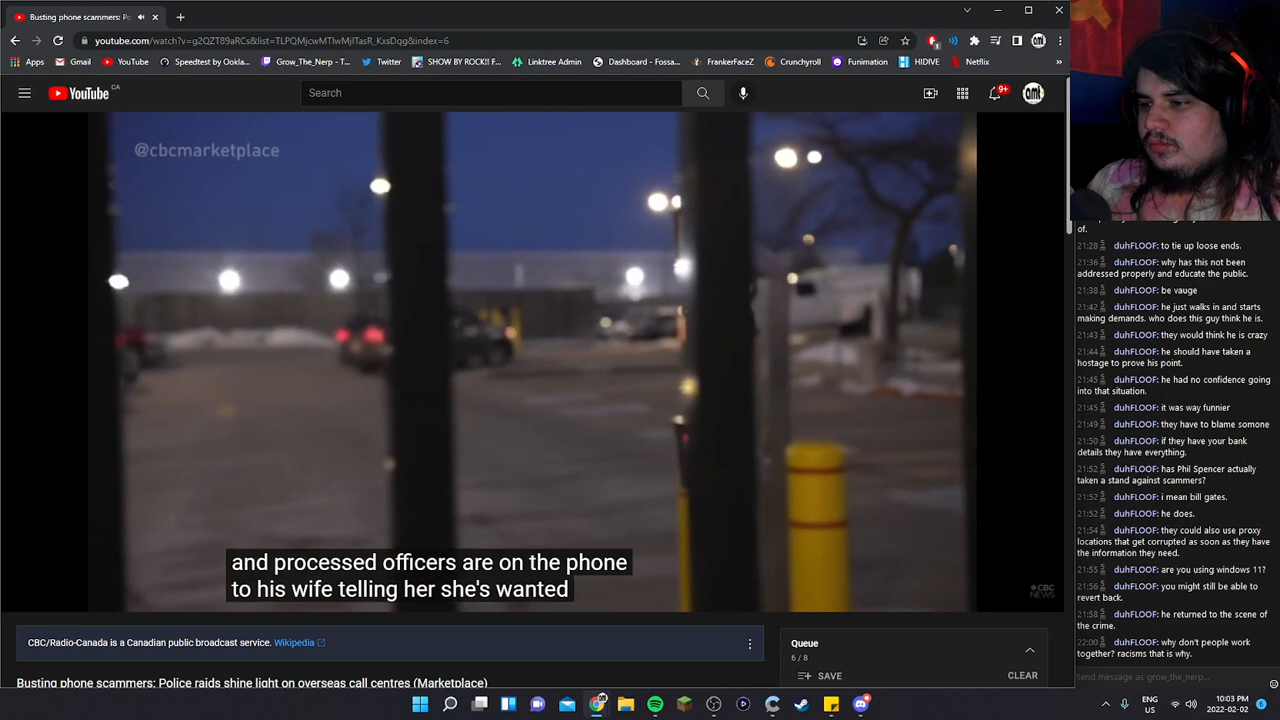 Busting phone scammers: Po
youtube.com/watch?v=g2QZT89aRCs&list=TLPQMjcwMTIwMjITasR_KxsDqg&index=6
Apps
Gmail
YouTube
Speedtest by Ookla...
Grow_The_Nerp - T...
Twitter
SHOW BY ROCK!! F...
Linktree Admin
Dashboard - Fossa...
FrankerFaceZ
Crunchyroll
Funimation
HIDIVE
Netflix
»
YouTube CA
Search
9+
amt
@cbcmarketplace
and processed officers are on the phone
to his wife telling her she's wanted
CBC
NEWS
CBC/Radio-Canada is a Canadian public broadcast service. Wikipedia
Queue
6 / 8
SAVE
CLEAR
Busting phone scammers: Police raids shine light on overseas call centres (Marketplace)
of.
21:28 duhFLOOF: to tie up loose ends.
21:36 duhFLOOF: why has this not been
addressed properly and educate the public.
21:38 duhFLOOF: be vauge
21:42 duhFLOOF: he just walks in and starts
making demands. who does this guy think he is.
21:43 duhFLOOF: they would think he is crazy
21:44 duhFLOOF: he should have taken a
hostage to prove his point.
21:45 duhFLOOF: he had no confidence going
into that situation.
21:45 duhFLOOF: it was way funnier
21:49 duhFLOOF: they have to blame somone
21:50 duhFLOOF: if they have your bank
details they have everything.
21:52 duhFLOOF: has Phil Spencer actually
taken a stand against scammers?
21:52 duhFLOOF: i mean bill gates.
21:52 duhFLOOF: he does.
21:54 duhFLOOF: they could also use proxy
locations that get corrupted as soon as they have
the information they need.
21:55 duhFLOOF: are you using windows 11?
21:56 duhFLOOF: you might still be able to
revert back.
21:58 duhFLOOF: he returned to the scene of
the crime.
22:00 duhFLOOF: why don't people work
together? racisms that is why.
Send message as grow_the_nerp...
ENG
US
10:03 PM
2022-02-02
6